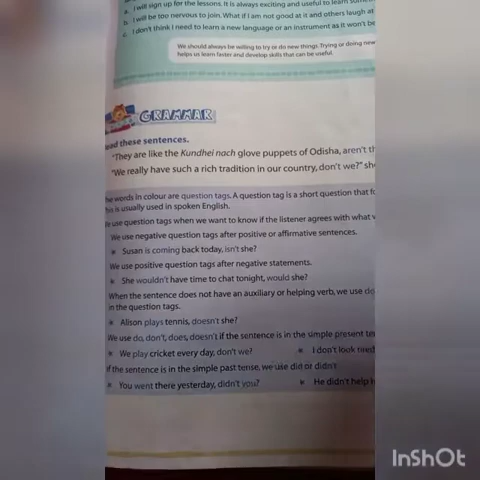 a. I will sign up for the lessons. It is always exciting and useful to learn
b. I will be too nervous to join. What if I am not good at it and others laugh at
c. I don't think I need to learn a new language or an instrument as it won't be
We should always be willing to try or do new things. Trying or doing new
helps us learn faster and develop skills that can be useful.
GRAMMAR
these sentences.
"They are like the Kundhei nach glove puppets of Odisha, aren't
"We really have such a rich tradition in our country, don't we?"
words in colour are question tags. A question tag is a short question that
is usually used in spoken English.
use question tags when we want to know if the listener agrees with what
We use negative question tags after positive or affirmative sentences.
Susan is coming back today, isn't she?
We use positive question tags after negative statements.
She wouldn't have time to chat tonight, would she?
When the sentence does not have an auxiliary or helping verb, we use do
in the question tags.
Alison plays tennis, doesn't she?
We use do, don't, does, doesn't if the sentence is in the simple present
We play cricket every day, don't we? I don't look
If the sentence is in the simple past tense, we use did or didn't
You went there yesterday, didn't you? He didn't
InShOt